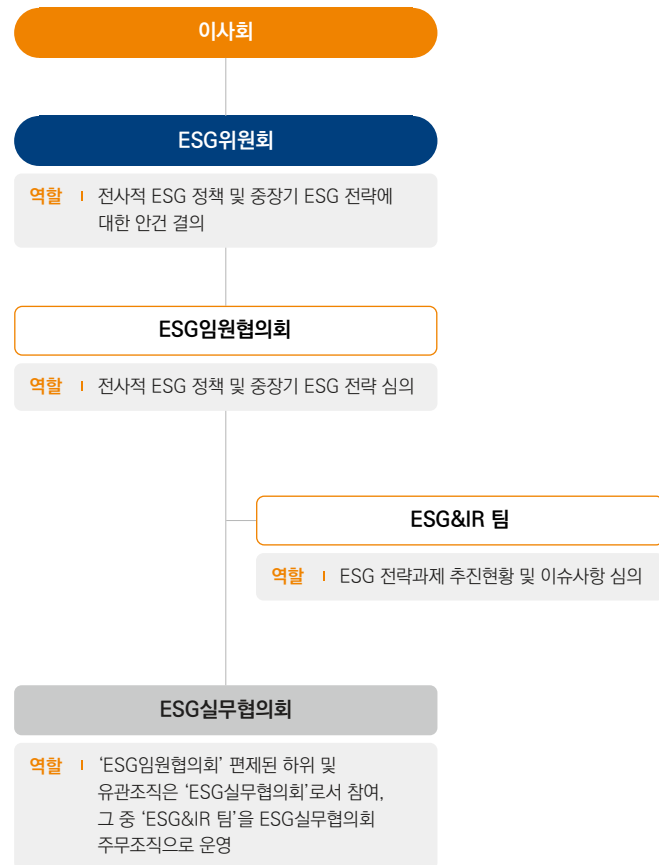 이사회
ESG위원회
역할 전사적 ESG 정책 및 중장기 ESG 전략에
대한 안건 결의
ESG임원협의회
역할 전사적 ESG 정책 및 중장기 ESG 전략 심의
ESG&IR 팀
역할 ESG 전략과제 추진현황 및 이슈사항 심의
ESG실무협의회
역할 ‘ESG임원협의회’ 편제된 하위 및
유관조직은 ‘ESG실무협의회’로서 참여,
그 중 ‘ESG&IR 팀’을 ESG실무협의회
주무조직으로 운영